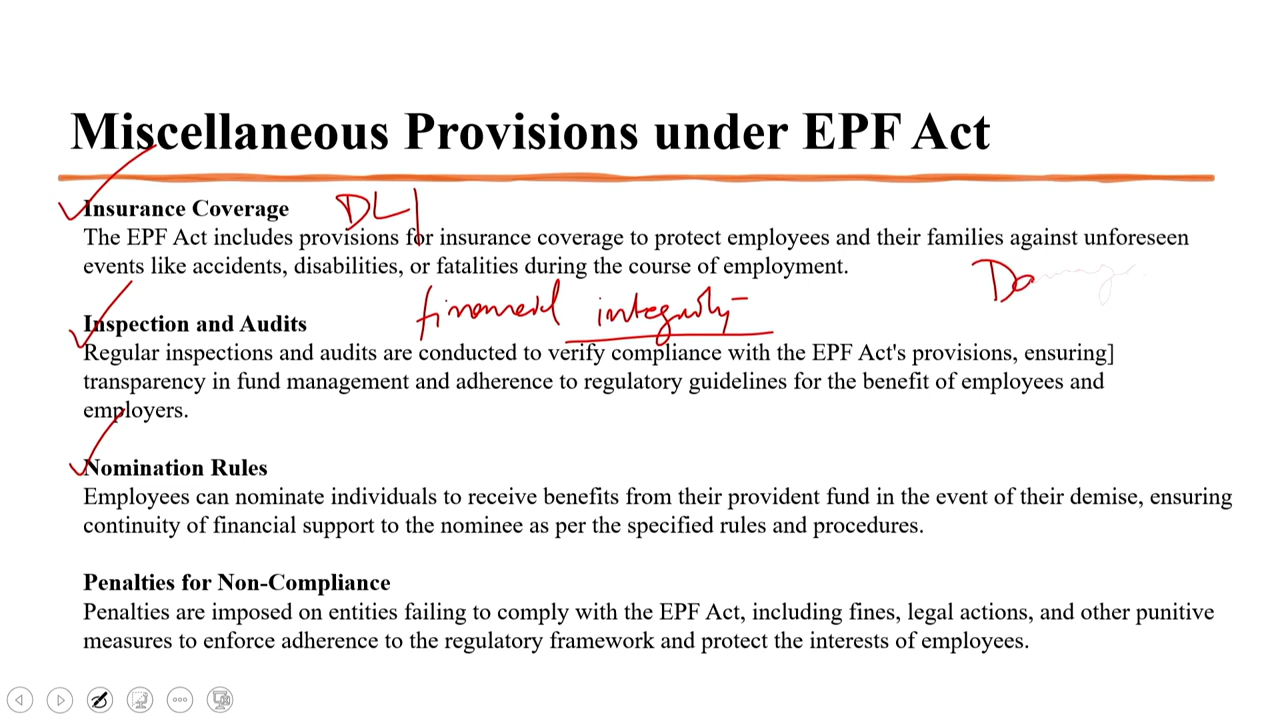 Miscellaneous Provisions under EPF Act
Insurance Coverage DLI
The EPF Act includes provisions for insurance coverage to protect employees and their families against unforeseen
events like accidents, disabilities, or fatalities during the course of employment.
financial integrity
Inspection and Audits
Regular inspections and audits are conducted to verify compliance with the EPF Act's provisions, ensuring]
transparency in fund management and adherence to regulatory guidelines for the benefit of employees and
employers.
Nomination Rules
Employees can nominate individuals to receive benefits from their provident fund in the event of their demise, ensuring
continuity of financial support to the nominee as per the specified rules and procedures.
Penalties for Non-Compliance
Penalties are imposed on entities failing to comply with the EPF Act, including fines, legal actions, and other punitive
measures to enforce adherence to the regulatory framework and protect the interests of employees.